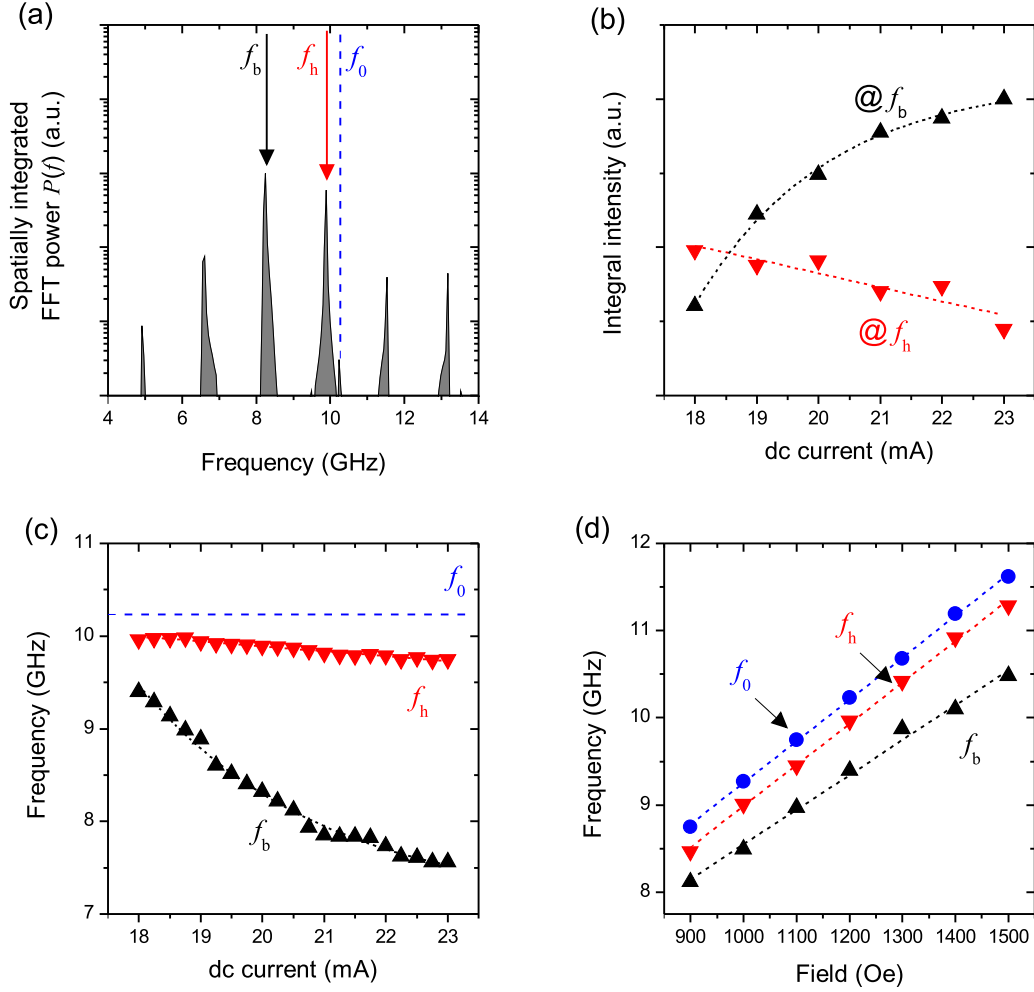 (a)
f_b
f_h
f_0
Spatially integrated
FFT power P(f) (a.u.)
4 6 8 10 12 14
Frequency (GHz)
(b)
@f_b
@f_h
Integral intensity (a.u.)
18 19 20 21 22 23
dc current (mA)
(c)
11
10
9
8
7
f_0
f_h
f_b
Frequency (GHz)
18 19 20 21 22 23
dc current (mA)
(d)
12
11
10
9
8
f_h
f_0
f_b
Frequency (GHz)
900 1000 1100 1200 1300 1400 1500
Field (Oe)